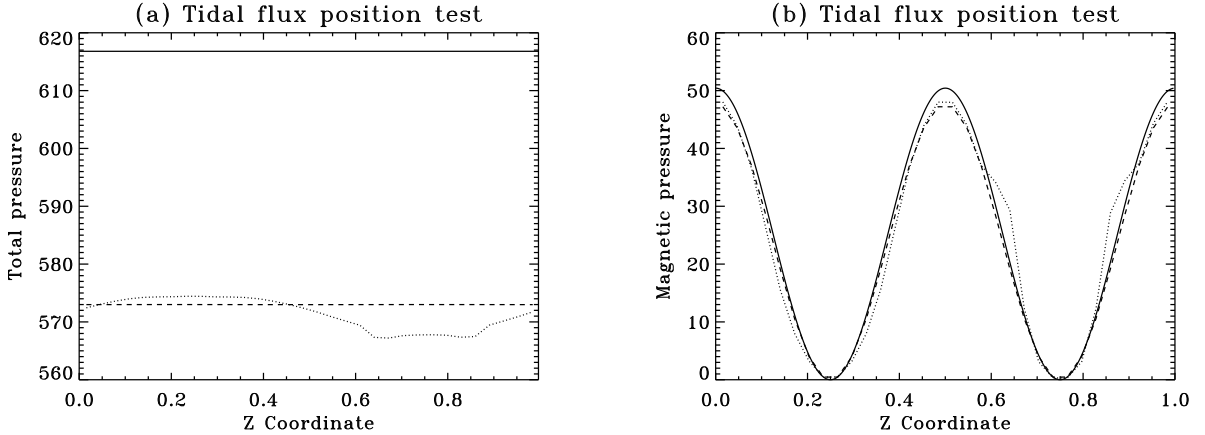 (a) Tidal flux position test
620
610
600
590
580
570
560
Total pressure
0.0 0.2 0.4 0.6 0.8
Z Coordinate
(b) Tidal flux position test
60
50
40
30
20
10
0
Magnetic pressure
0.0 0.2 0.4 0.6 0.8 1.0
Z Coordinate